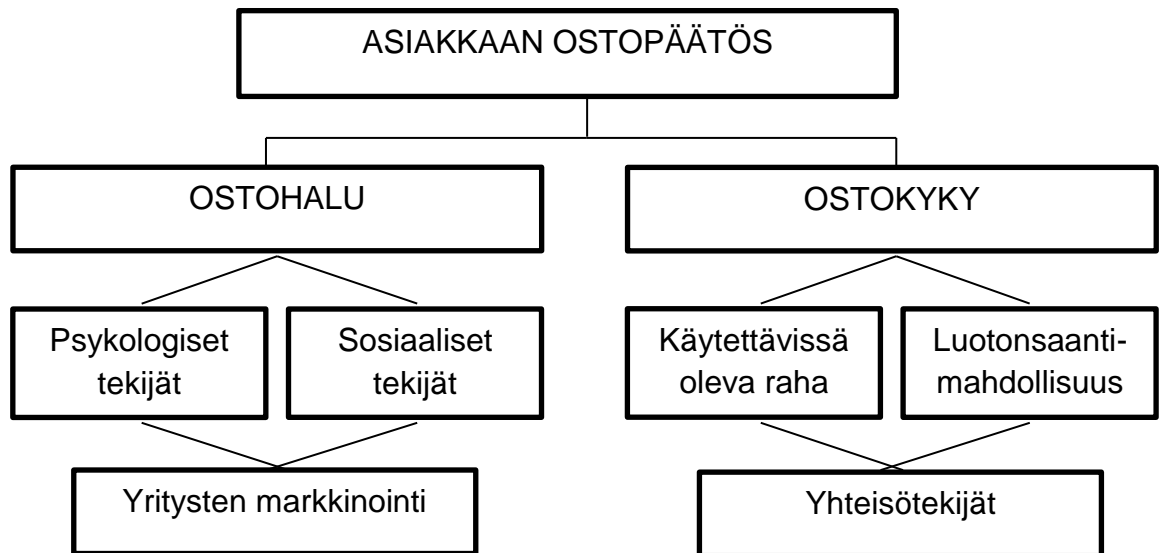 ASIAKKAAN OSTOPÄÄTÖS
OSTOHALU
OSTOKYKY
Psykologiset
tekijät
Sosiaaliset
tekijät
Käytettävissä
oleva raha
Luotonsaanti-
mahdollisuus
Yritysten markkinointi
Yhteisötekijät